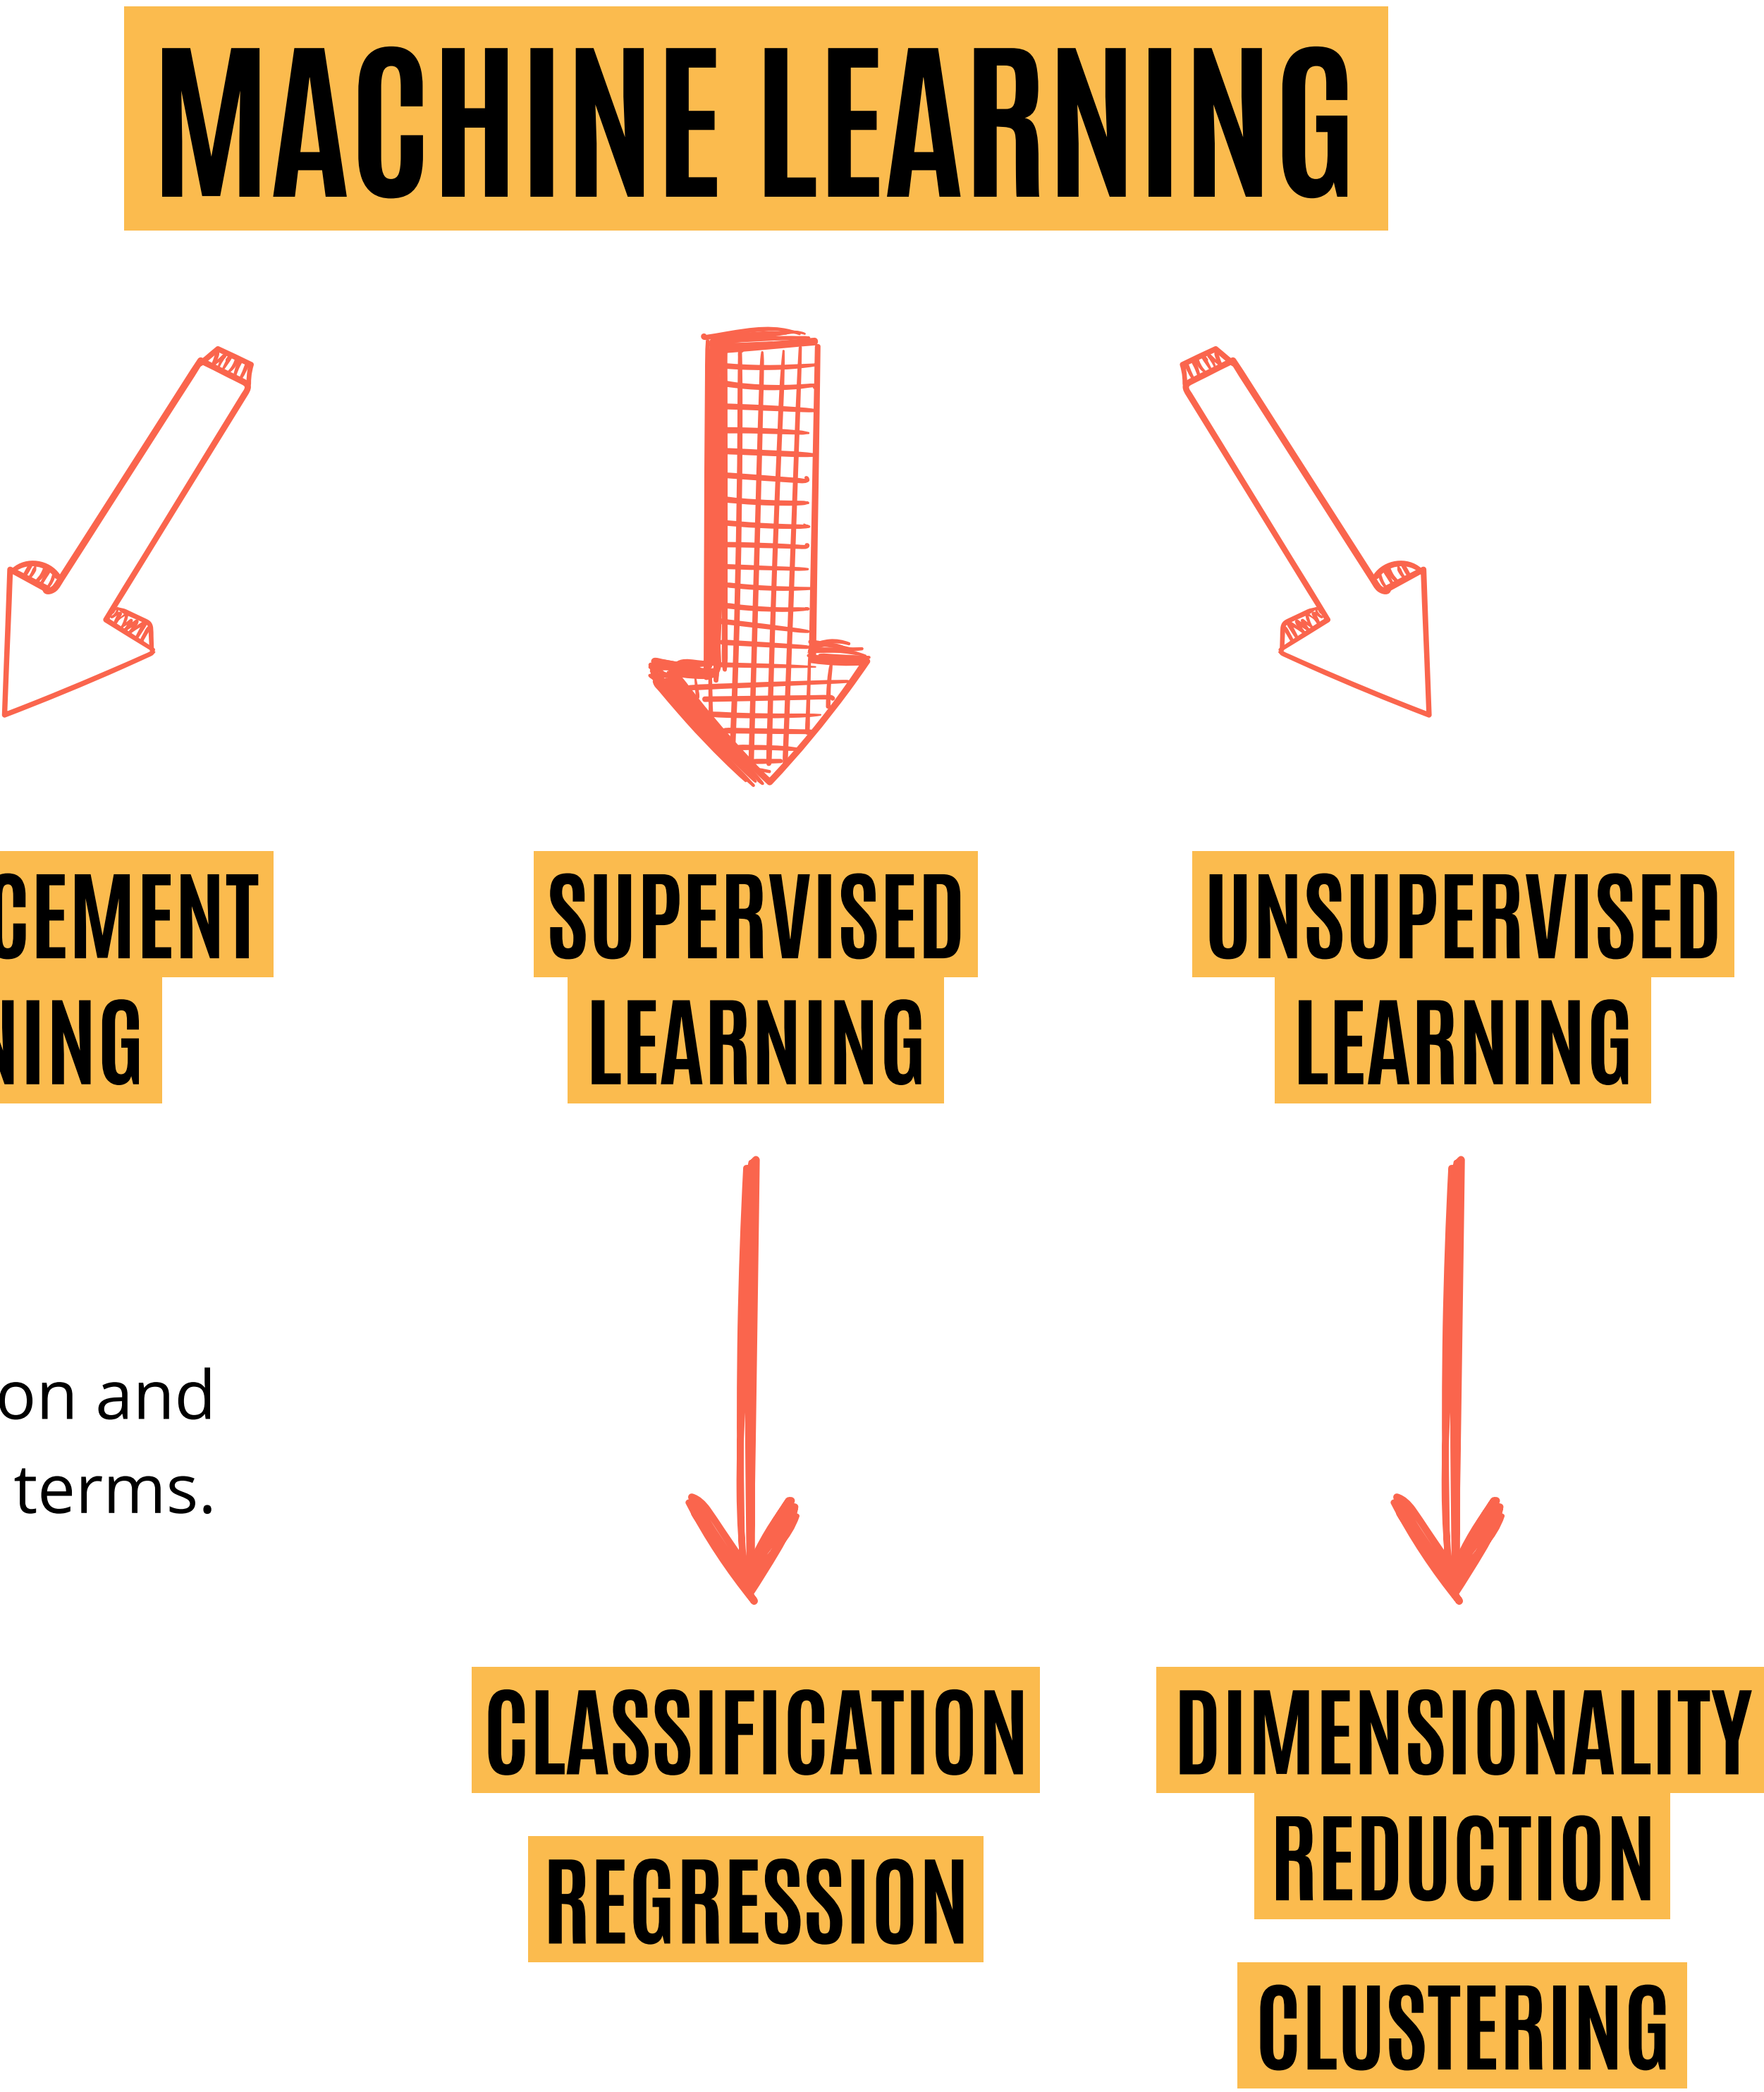 MACHINE LEARNING
CEMENT
NING
SUPERVISED
LEARNING
UNSUPERVISED
LEARNING
on and
terms.
CLASSIFICATION
REGRESSION
DIMENSIONALITY
REDUCTION
CLUSTERING